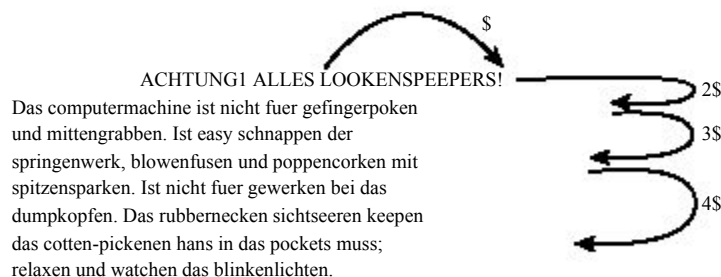 $
ACHTUNG1 ALLES LOOKENSPEEPERS!
2$
Das computermachine ist nicht fuer gefingerpoken
3$
und mittengrabben. Ist easy schnappen der
springenwerk, blowenfusen und poppencorken mit
spitzensparken. Ist nicht fuer gewerken bei das
4$
dumpkopfen. Das rubbernecken sichtseeren keepen
das cotten-pickenen hans in das pockets muss;
relaxen und watchen das blinkenlichten.